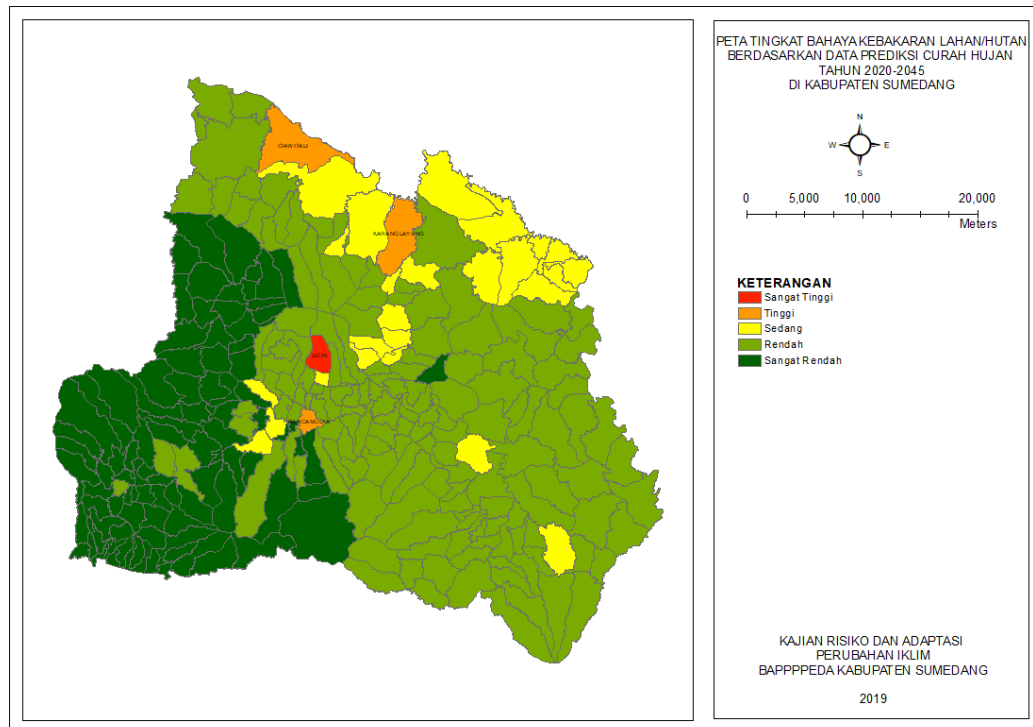 PETA TINGKAT BAHAYA KEBAKARAN LAHAN/HUTAN
BERDASARKAN DATA PREDIKSI CURAH HUJAN
TAHUN 2020-2045
DI KABUPATEN SUMEDANG
N
W E
S
0 5,000 10,000 20,000
Meters
KETERANGAN
Sangat Tinggi
Tinggi
Sedang
Rendah
Sangat Rendah
KARANGLAYUNG
LICIN
KAJIAN RISIKO DAN ADAPTASI
PERUBAHAN IKLIM
BAPPPPEDA KABUPATEN SUMEDANG
2019